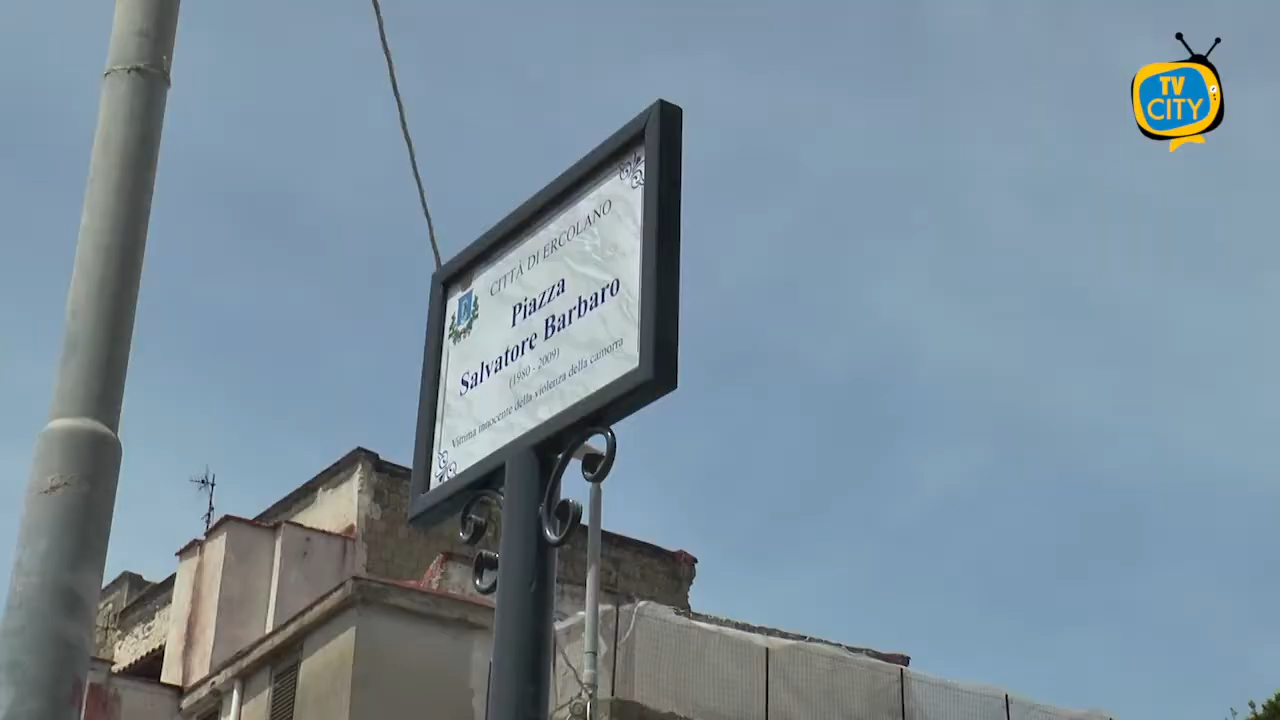 CITTÀ DI ERCOLANO
Piazza
Salvatore Barbaro
(1980 - 2009)
Vittima innocente della violenza della camorra
TV
CITY